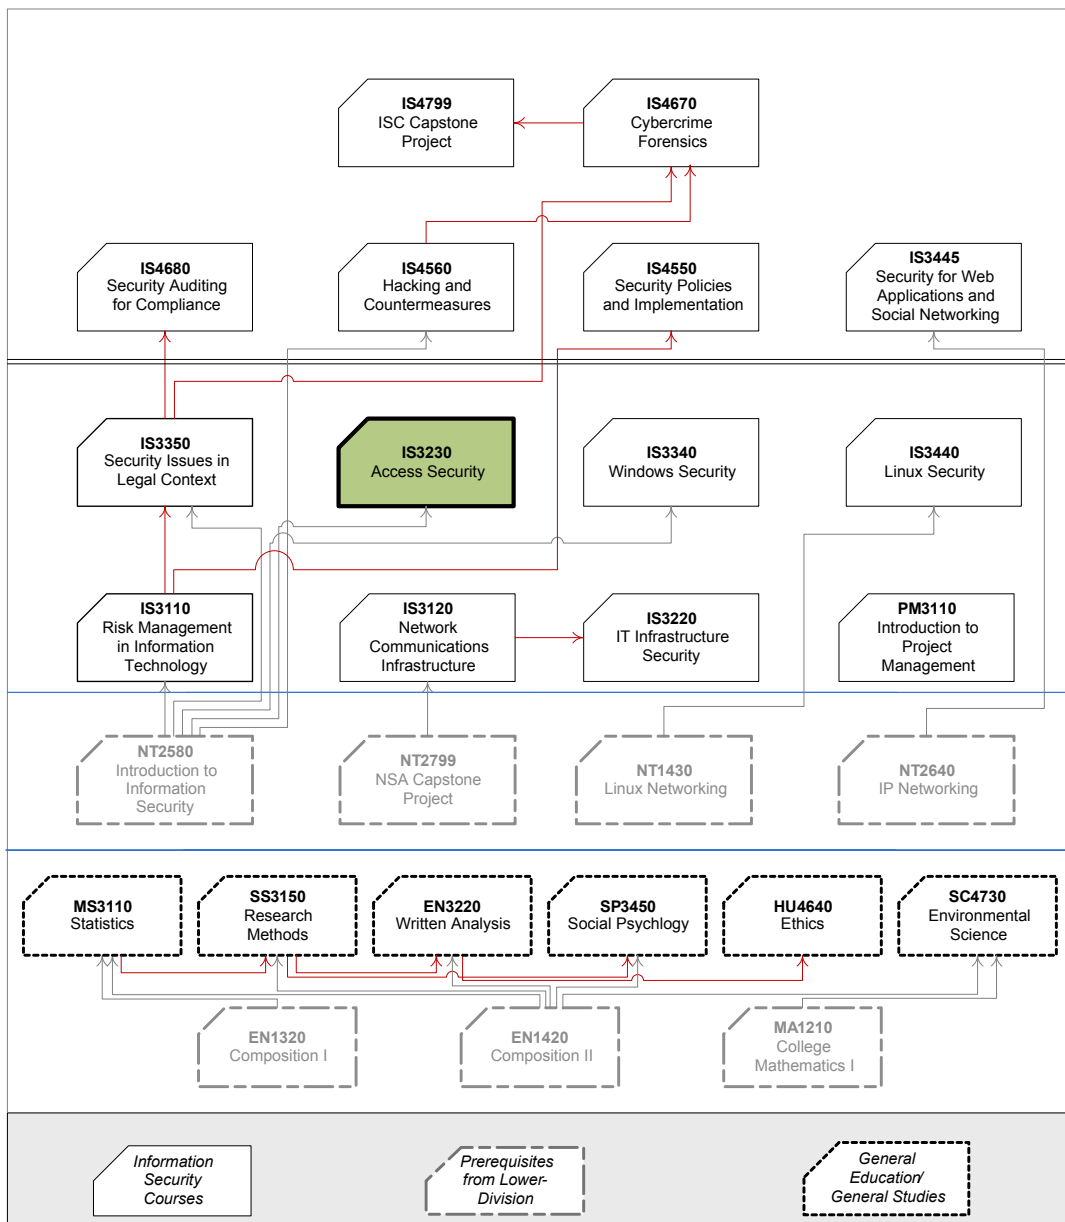 IS4799
ISC Capstone
Project
IS4670
Cybercrime
Forensics
IS4680
Security Auditing
for Compliance
IS4560
Hacking and
Countermeasures
IS4550
Security Policies
and Implementation
IS3445
Security for Web
Applications and
Social Networking
IS3350
Security Issues in
Legal Context
IS3230
Access Security
IS3340
Windows Security
IS3440
Linux Security
IS3110
Risk Management
in Information
Technology
IS3120
Network
Communications
Infrastructure
IS3220
IT Infrastructure
Security
PM3110
Introduction to
Project
Management
NT2580
Introduction to
Information
Security
NT2799
NSA Capstone
Project
NT1430
Linux Networking
NT2640
IP Networking
MS3110
Statistics
SS3150
Research
Methods
EN3220
Written Analysis
SP3450
Social Psychlogy
HU4640
Ethics
SC4730
Environmental
Science
EN1320
Composition I
EN1420
Composition II
MA1210
College
Mathematics I
Information
Security
Courses
Prerequisites
from Lower-
Division
General
Education/
General Studies